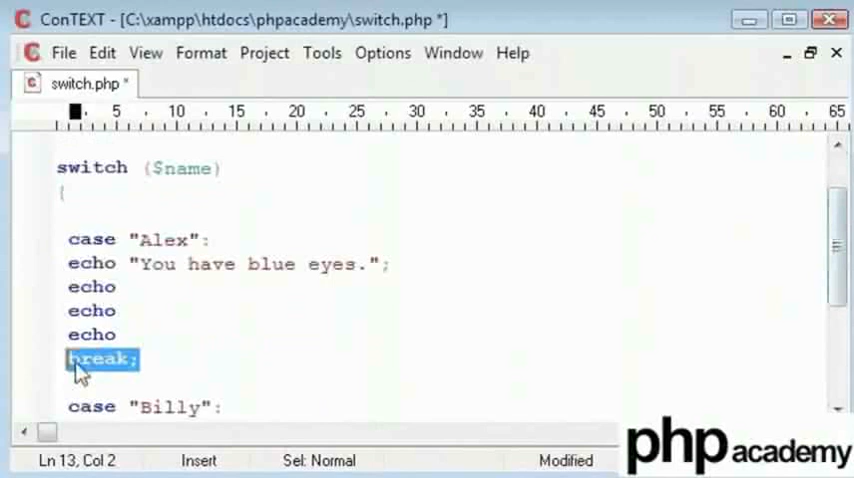 ConTEXT - [C:\xampp\htdocs\phpacademy\switch.php *]
File Edit View Format Project Tools Options Window Help
switch.php *
5 10 15 20 25 30 35 40 45 50 55 60 65
switch ($name)
{
case "Alex":
echo "You have blue eyes.";
echo
echo
echo
break;
case "Billy":
Ln 13, Col 2 Insert Sel: Normal Modified
php academy